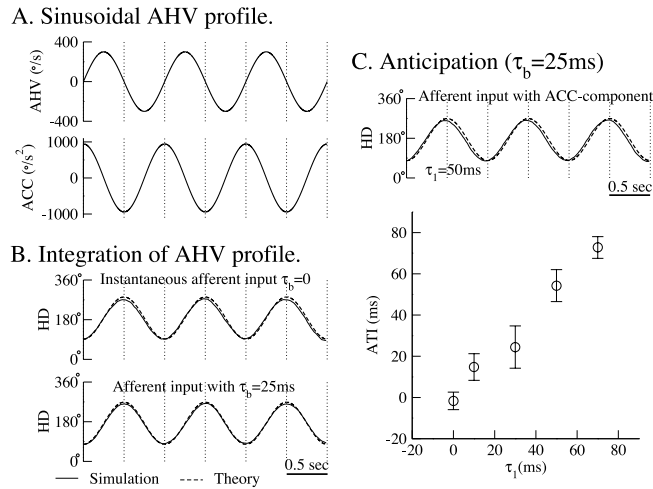 A. Sinusoidal AHV profile.
400
0
-400
AHV (°/s)
1000
0
-1000
ACC (°/s²)
B. Integration of AHV profile.
360°
180°
0°
HD
Instantaneous afferent input τb=0
360°
180°
0°
HD
Afferent input with τb=25ms
0.5 sec
Simulation
Theory
C. Anticipation (τb=25ms)
360°
180°
0°
HD
Afferent input with ACC-component
τ1=50ms
0.5 sec
80
60
40
20
0
-20
ATI (ms)
-20 0 20 40 60 80
τ1(ms)